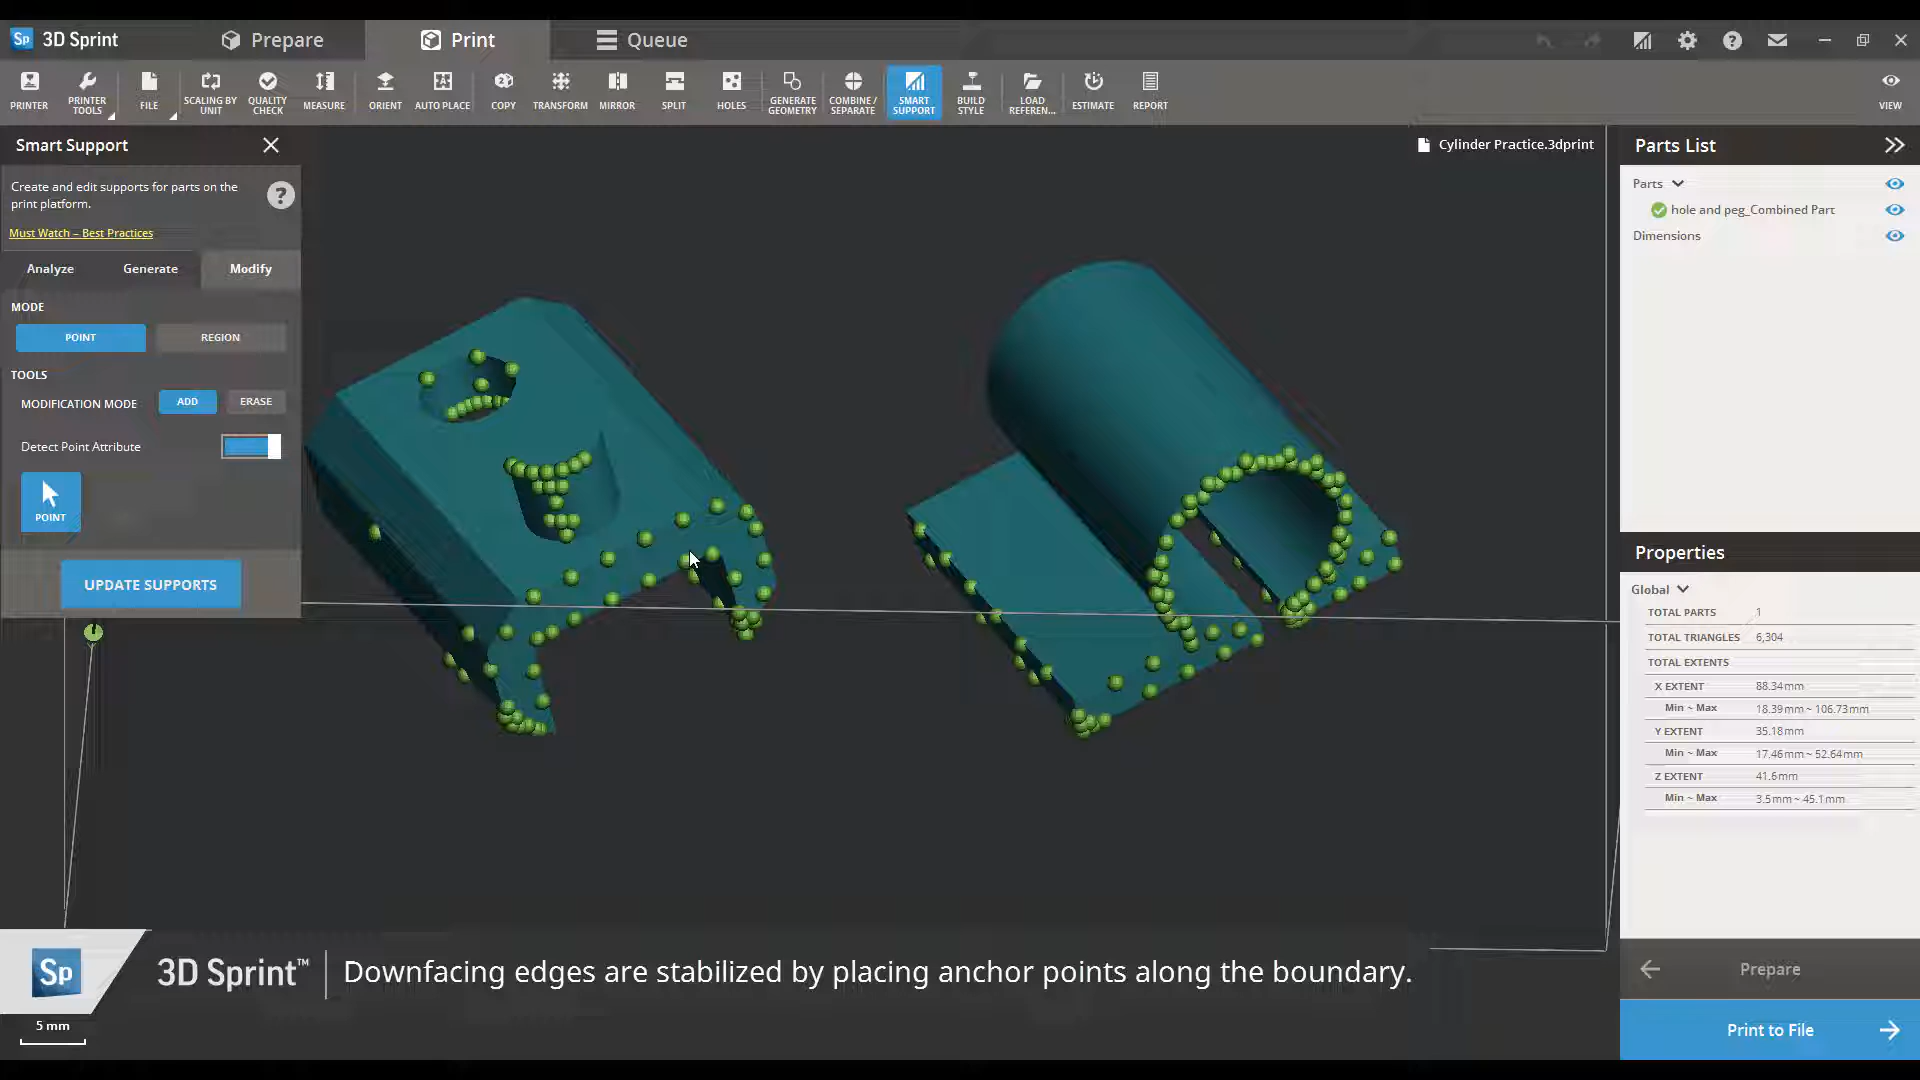 Sp 3D Sprint
Prepare
Print
Queue
PRINTER
PRINTER TOOLS
FILE
SCALING BY UNIT
QUALITY CHECK
MEASURE
ORIENT
AUTO PLACE
COPY
TRANSFORM
MIRROR
SPLIT
HOLES
GENERATE GEOMETRY
COMBINE / SEPARATE
SMART SUPPORT
BUILD STYLE
LOAD REFEREN...
ESTIMATE
REPORT
VIEW
Smart Support
Create and edit supports for parts on the
print platform.
Must Watch – Best Practices
Analyze
Generate
Modify
MODE
POINT
REGION
TOOLS
MODIFICATION MODE
ADD
ERASE
Detect Point Attribute
POINT
UPDATE SUPPORTS
Cylinder Practice.3dprint
Parts List
Parts
hole and peg_Combined Part
Dimensions
Properties
Global
TOTAL PARTS 1
TOTAL TRIANGLES 6,304
TOTAL EXTENTS
X EXTENT 88.34mm
Min ~ Max 18.39mm ~ 106.73mm
Y EXTENT 35.18mm
Min ~ Max 17.46mm ~ 52.64mm
Z EXTENT 41.6mm
Min ~ Max 3.5mm ~ 45.1mm
Prepare
Print to File
Sp 3D Sprint™ Downfacing edges are stabilized by placing anchor points along the boundary.
5 mm